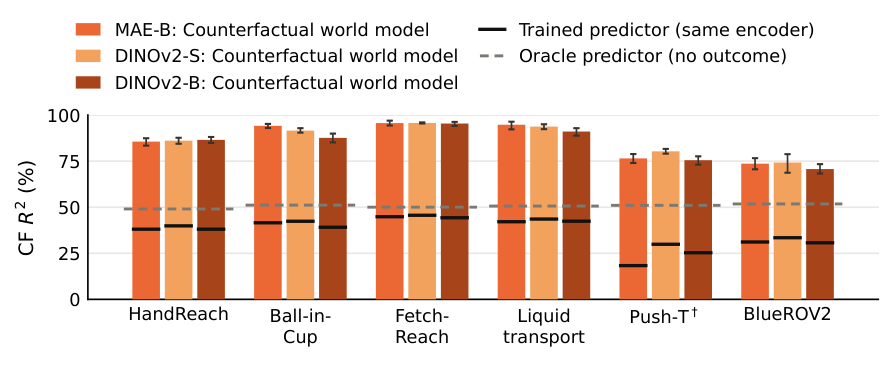 MAE-B: Counterfactual world model
DINOv2-S: Counterfactual world model
DINOv2-B: Counterfactual world model
Trained predictor (same encoder)
Oracle predictor (no outcome)
CF R² (%)
100
75
50
25
0
HandReach
Ball-in-
Cup
Fetch-
Reach
Liquid
transport
Push-T†
BlueROV2